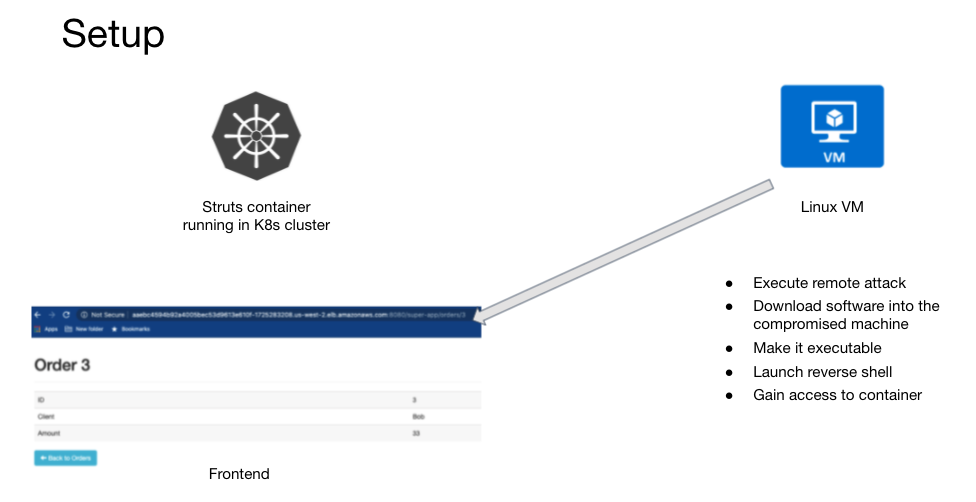 Setup
Struts container
running in K8s cluster
VM
Linux VM
● Execute remote attack
● Download software into the
compromised machine
● Make it executable
● Launch reverse shell
● Gain access to container
Not Secure
us-west-2.elb.amazonaws.com:8080/super-app/orders/3
Apps New folder Bookmarks
Order 3
ID 3
Client Bob
Amount 33
Back to Orders
Frontend